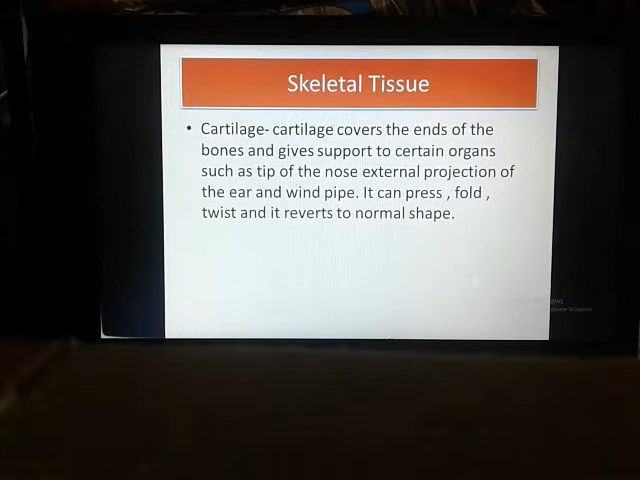 Skeletal Tissue
• Cartilage- cartilage covers the ends of the
bones and gives support to certain organs
such as tip of the nose external projection of
the ear and wind pipe. It can press , fold ,
twist and it reverts to normal shape.